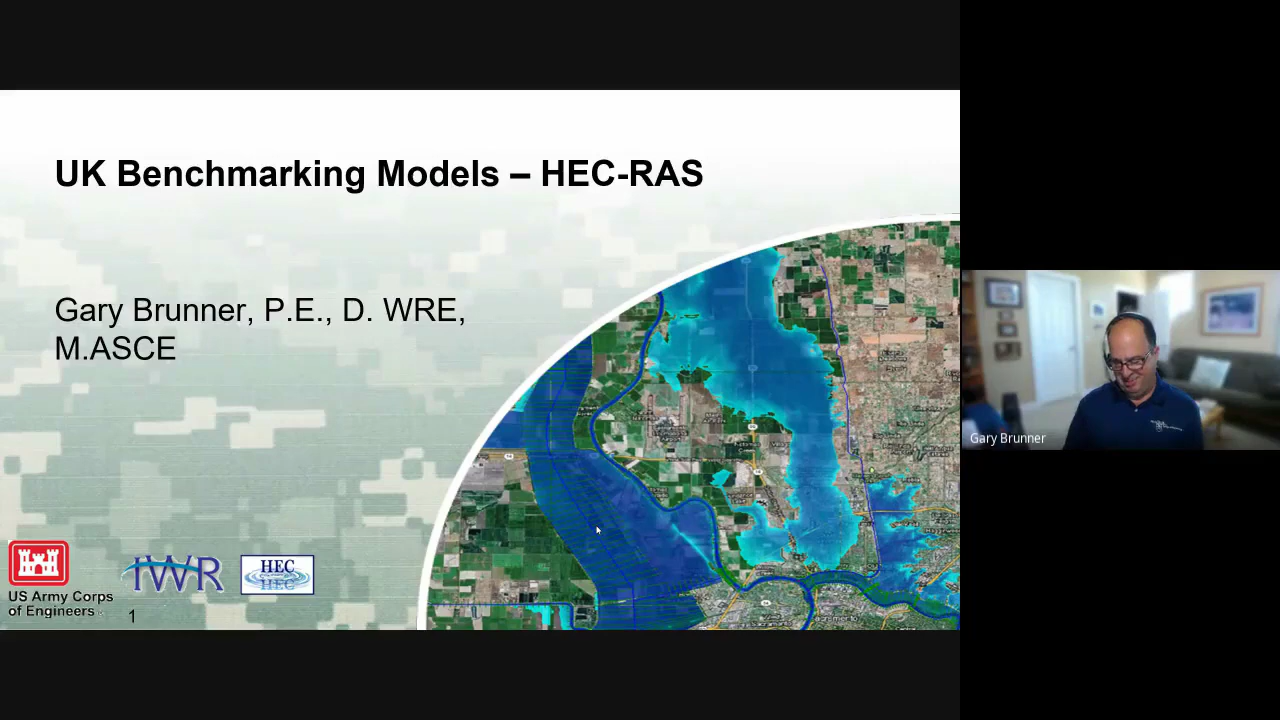 UK Benchmarking Models – HEC-RAS
Gary Brunner, P.E., D. WRE,
M.ASCE
US Army Corps
of Engineers
IWR
HEC
HEC
1
Gary Brunner